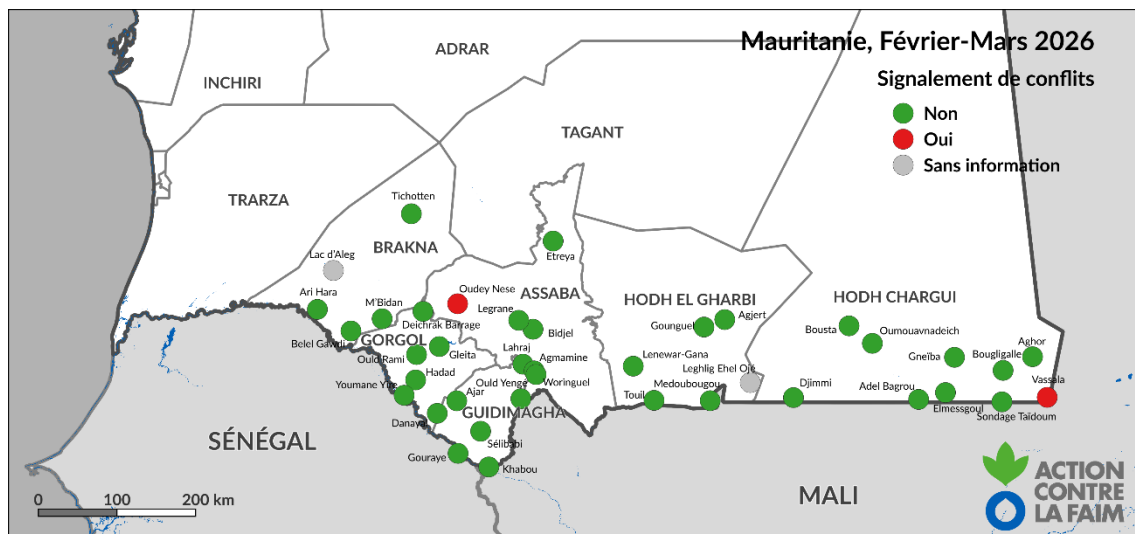 Mauritanie, Février-Mars 2026
Signalement de conflits
Non
Oui
Sans information
ADRAR
INCHIRI
TAGANT
TRARZA
Tichotten
BRAKNA
Etreya
Lac d'Aleg
Oudey Nese
ASSABA
Ari Hara
M'Bidan
Legrane
HODH EL GHARBI
HODH CHARGUI
Deichrak Barrage
Bidjel
Gounguel
Agjert
Bousta
Oumouavnadeich
Belel Gawdi
GORGOL
Ould Rami
Gleita
Lahraj
Agmamine
Lenewar-Gana
Leghlig Ehel Oje
Gneïba
Aghor
Bougligalle
Hadad
Ould Yengé
Woringuel
Youmane Yire
Ajar
Touil
Medoubougou
Djimmi
Adel Bagrou
Vassala
Elmessgoul
Sondage Taïdoum
GUIDIMAGHA
Danayal
Sélibabi
Gouraye
Khabou
SÉNÉGAL
MALI
0 100 200 km
ACTION
CONTRE
LA FAIM